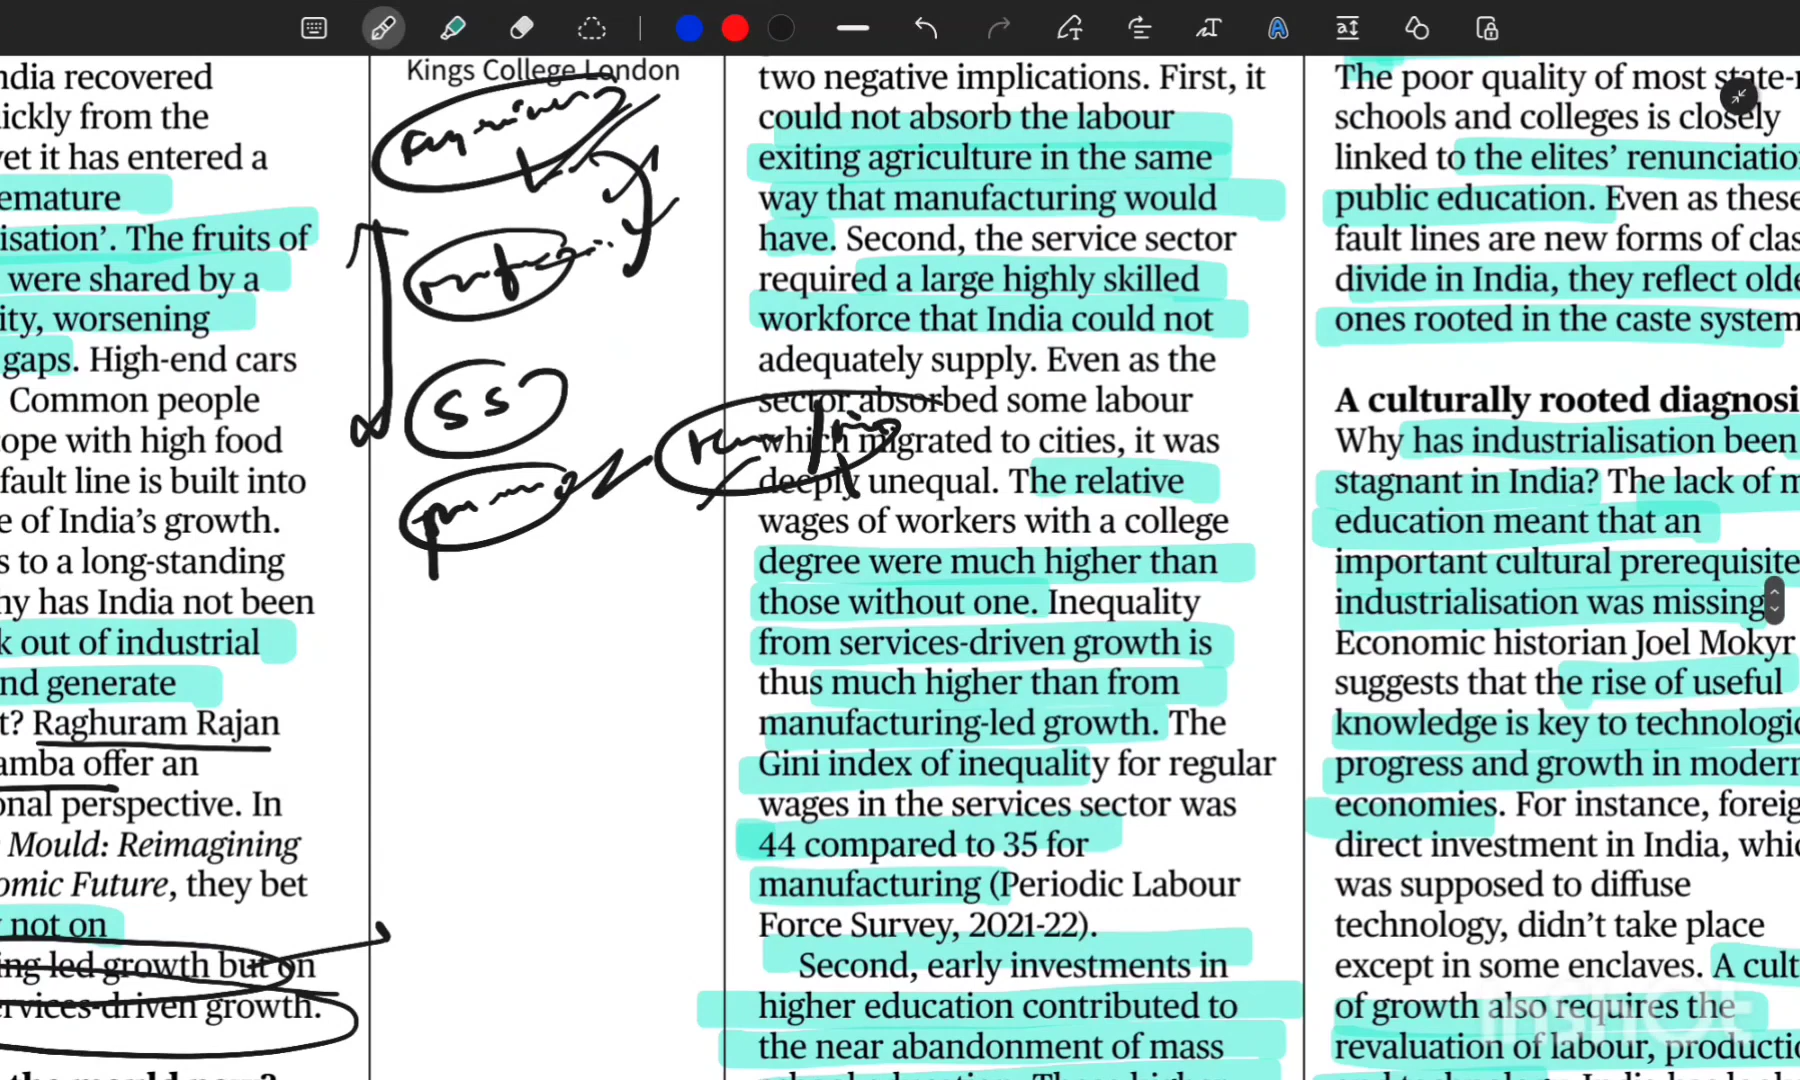 ndia recovered
ickly from the
yet it has entered a
emature
isation’. The fruits of
were shared by a
ity, worsening
gaps. High-end cars
Common people
cope with high food
fault line is built into
e of India’s growth.
s to a long-standing
hy has India not been
k out of industrial
nd generate
t? Raghuram Rajan
amba offer an
onal perspective. In
Mould: Reimagining
omic Future, they bet
not on
ing led growth but on
ervices-driven growth.
Kings College London
SS
two negative implications. First, it
could not absorb the labour
exiting agriculture in the same
way that manufacturing would
have. Second, the service sector
required a large highly skilled
workforce that India could not
adequately supply. Even as the
sector absorbed some labour
which migrated to cities, it was
deeply unequal. The relative
wages of workers with a college
degree were much higher than
those without one. Inequality
from services-driven growth is
thus much higher than from
manufacturing-led growth. The
Gini index of inequality for regular
wages in the services sector was
44 compared to 35 for
manufacturing (Periodic Labour
Force Survey, 2021-22).
Second, early investments in
higher education contributed to
the near abandonment of mass
The poor quality of most state-r
schools and colleges is closely
linked to the elites’ renunciatio
public education. Even as these
fault lines are new forms of clas
divide in India, they reflect olde
ones rooted in the caste system
A culturally rooted diagnosi
Why has industrialisation been
stagnant in India? The lack of m
education meant that an
important cultural prerequisite
industrialisation was missing
Economic historian Joel Mokyr
suggests that the rise of useful
knowledge is key to technologic
progress and growth in modern
economies. For instance, foreig
direct investment in India, whic
was supposed to diffuse
technology, didn’t take place
except in some enclaves. A cult
of growth also requires the
revaluation of labour, producti